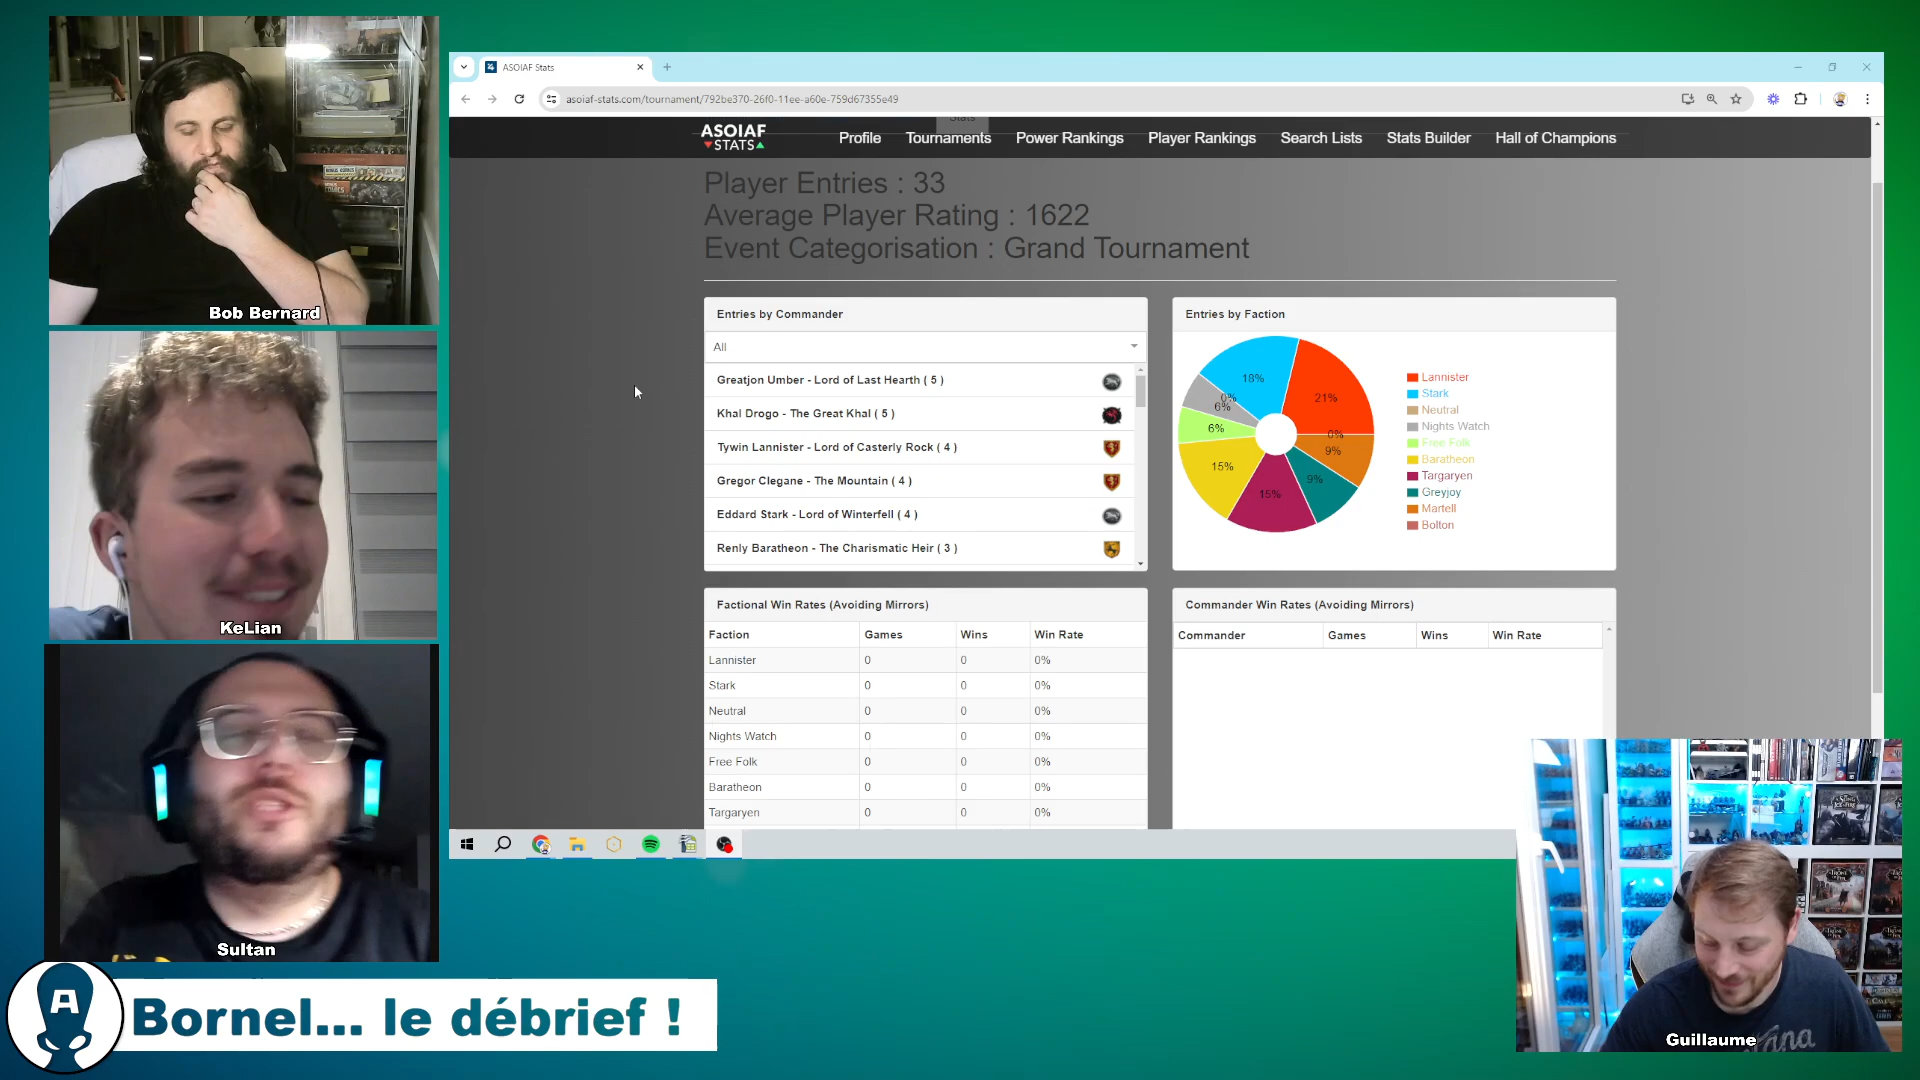 ASOIAF Stats
asoiaf-stats.com/tournament/792be370-26f0-11ee-a60e-759d67355e49
ASOIAF
STATS
Profile
Tournaments
Power Rankings
Player Rankings
Search Lists
Stats Builder
Hall of Champions
Stats
Player Entries : 33
Average Player Rating : 1622
Event Categorisation : Grand Tournament
Entries by Commander
All
Greatjon Umber - Lord of Last Hearth ( 5 )
Khal Drogo - The Great Khal ( 5 )
Tywin Lannister - Lord of Casterly Rock ( 4 )
Gregor Clegane - The Mountain ( 4 )
Eddard Stark - Lord of Winterfell ( 4 )
Renly Baratheon - The Charismatic Heir ( 3 )
Entries by Faction
18%
21%
0%
6%
6%
0%
9%
15%
9%
15%
Lannister
Stark
Neutral
Nights Watch
Free Folk
Baratheon
Targaryen
Greyjoy
Martell
Bolton
Factional Win Rates (Avoiding Mirrors)
Faction Games Wins Win Rate
Lannister 0 0 0%
Stark 0 0 0%
Neutral 0 0 0%
Nights Watch 0 0 0%
Free Folk 0 0 0%
Baratheon 0 0 0%
Targaryen 0 0 0%
Commander Win Rates (Avoiding Mirrors)
Commander Games Wins Win Rate
Bob Bernard
KeLian
Sultan
Guillaume
A
Bornel... le débrief !